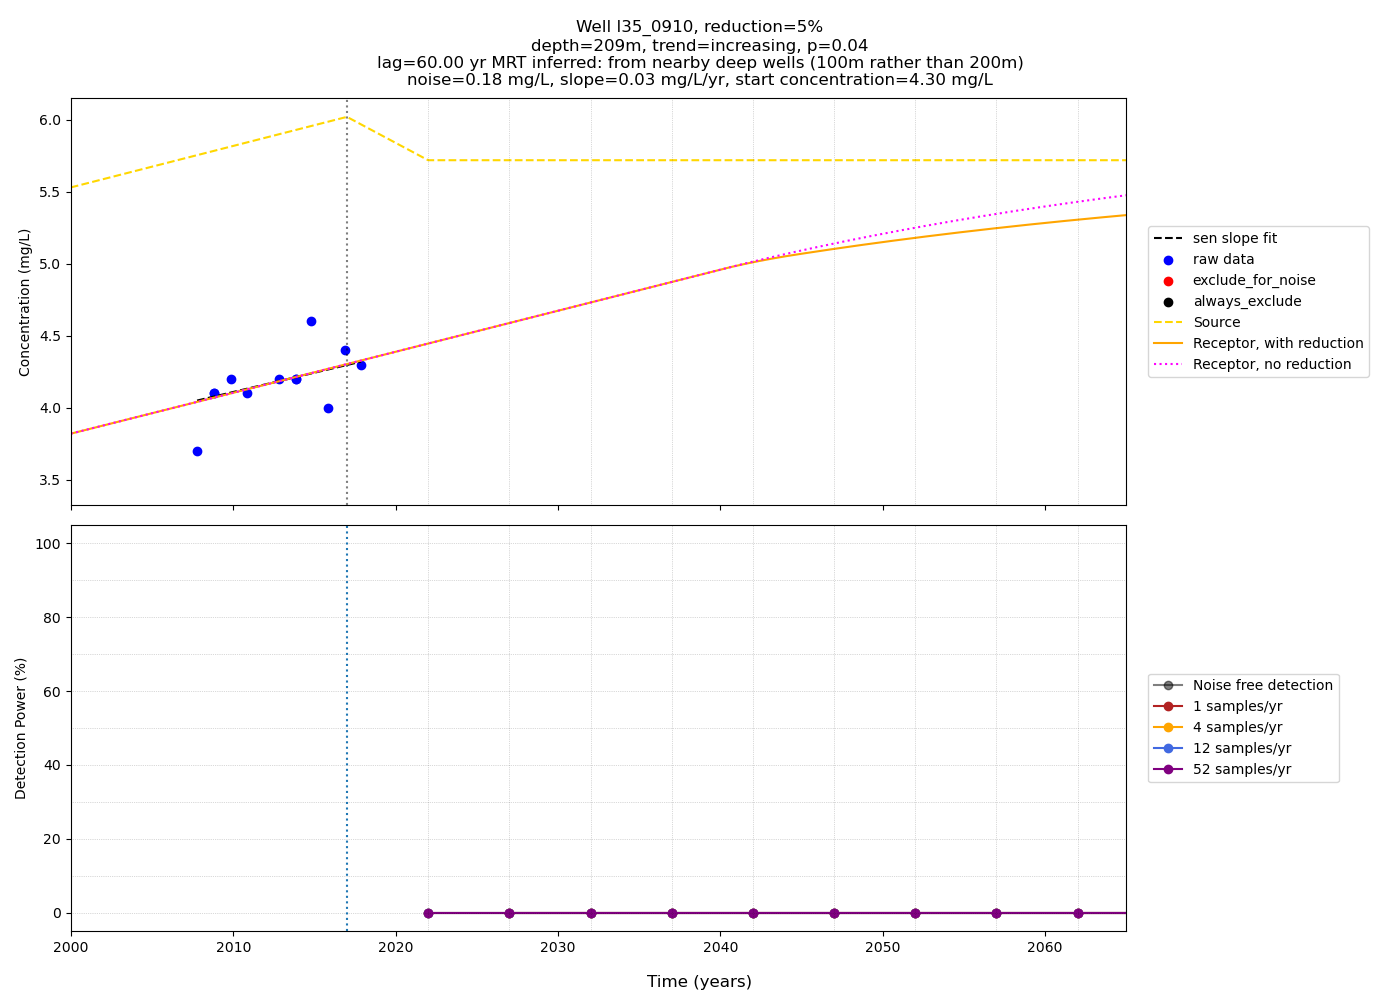 Well l35_0910, reduction=5%
depth=209m, trend=increasing, p=0.04
lag=60.00 yr MRT inferred: from nearby deep wells (100m rather than 200m)
noise=0.18 mg/L, slope=0.03 mg/L/yr, start concentration=4.30 mg/L
Concentration (mg/L)
6.0
5.5
5.0
4.5
4.0
3.5
sen slope fit
raw data
exclude_for_noise
always_exclude
Source
Receptor, with reduction
Receptor, no reduction
Detection Power (%)
100
80
60
40
20
0
Noise free detection
1 samples/yr
4 samples/yr
12 samples/yr
52 samples/yr
2000 2010 2020 2030 2040 2050 2060
Time (years)